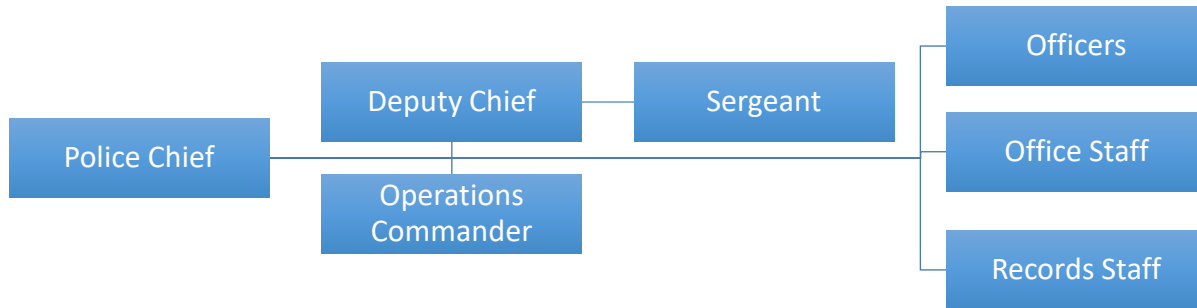 Police Chief
Deputy Chief
Operations
Commander
Sergeant
Officers
Office Staff
Records Staff